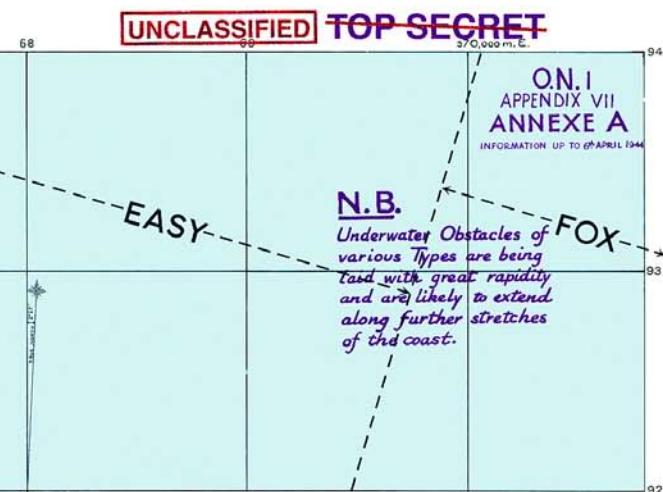 UNCLASSIFIED TOP SECRET
68 69 370,000 m. E.
94
O.N.1
APPENDIX VII
ANNEXE A
INFORMATION UP TO 6th APRIL 1944
EASY
FOX
N.B.
Underwater Obstacles of
various Types are being
laid with great rapidity
and are likely to extend
along further stretches
of the coast.
93
92